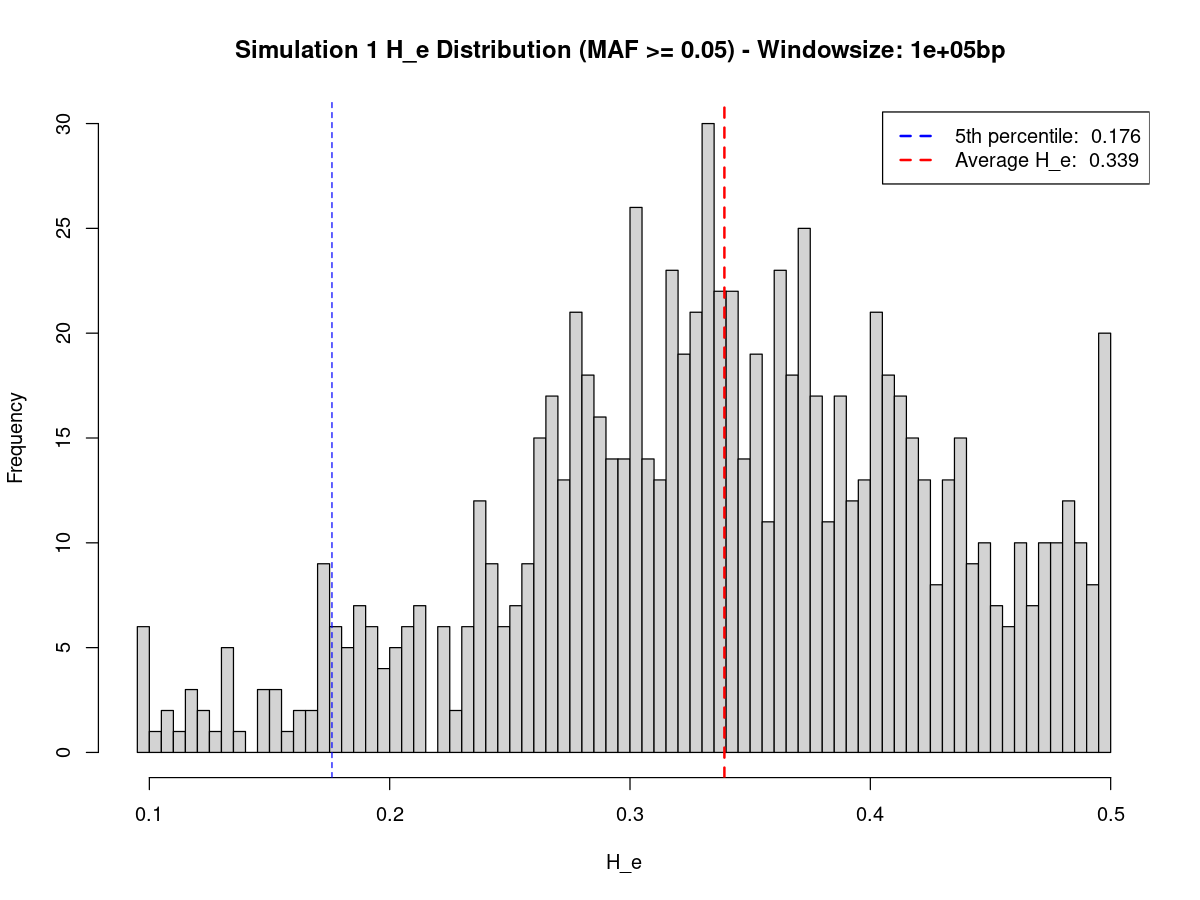 Simulation 1 H_e Distribution (MAF >= 0.05) - Windowsize: 1e+05bp
5th percentile: 0.176
Average H_e: 0.339
Frequency
30
25
20
15
10
5
0
0.1 0.2 0.3 0.4 0.5
H_e